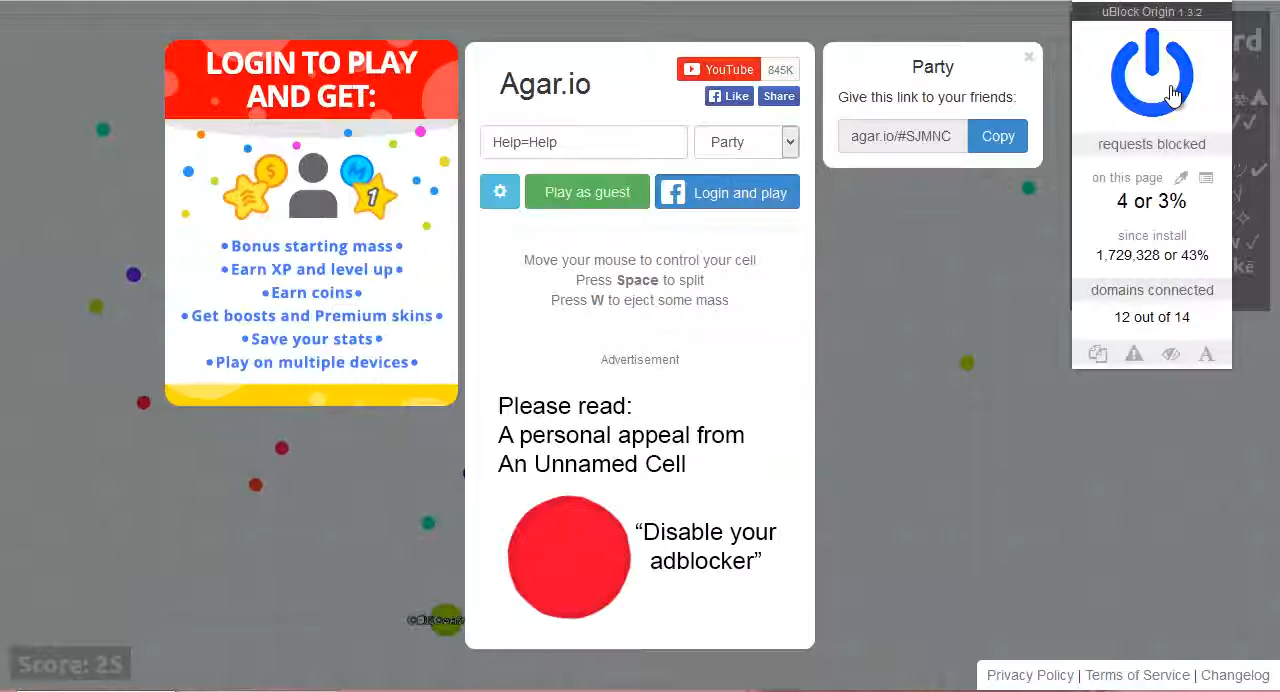 LOGIN TO PLAY
AND GET:
•Bonus starting mass•
•Earn XP and level up•
•Earn coins•
•Get boosts and Premium skins•
•Save your stats•
•Play on multiple devices•
Agar.io
YouTube 845K
Like Share
Help=Help
Party
Play as guest
Login and play
Move your mouse to control your cell
Press Space to split
Press W to eject some mass
Advertisement
Please read:
A personal appeal from
An Unnamed Cell
“Disable your
adblocker”
Party
×
Give this link to your friends:
agar.io/#SJMNC
Copy
uBlock Origin 1.3.2
requests blocked
on this page
4 or 3%
since install
1,729,328 or 43%
domains connected
12 out of 14
A
Score: 25
Privacy Policy | Terms of Service | Changelog